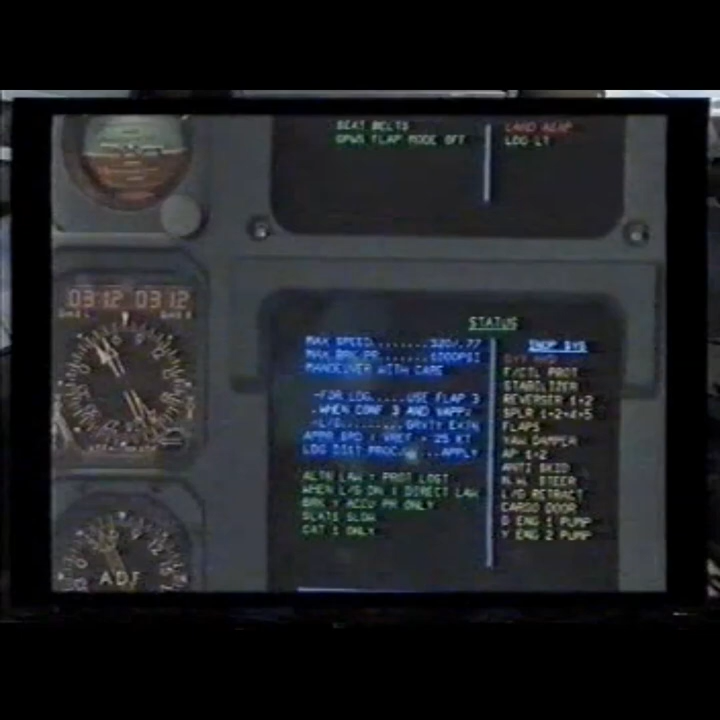 SEAT BELTS
GPWS FLAP MODE OFF
LAND ASAP
LDG LT
0312 0312
STATUS
MAX SPEED.......320/.77
MAX BRK PR......1000PSI
MANEUVER WITH CARE
-FOR LDG....USE FLAP 3
-WHEN CONF 3 AND VAPP:
-L/G........GRVTY EXTN
APPR SPD : VREF + 25 KT
LDG DIST PROC.....APPLY
ALTN LAW : PROT LOST
WHEN L/G DN : DIRECT LAW
BRK Y ACCU PR ONLY
SLATS SLOW
CAT 1 ONLY
INOP SYS
F/CTL PROT
STABILIZER
REVERSER 1+2
SPLR 1+2+4+5
FLAPS
YAW DAMPER
AP 1+2
ANTI SKID
N.W. STEER
L/G RETRACT
CARGO DOOR
G ENG 1 PUMP
Y ENG 2 PUMP
ADF